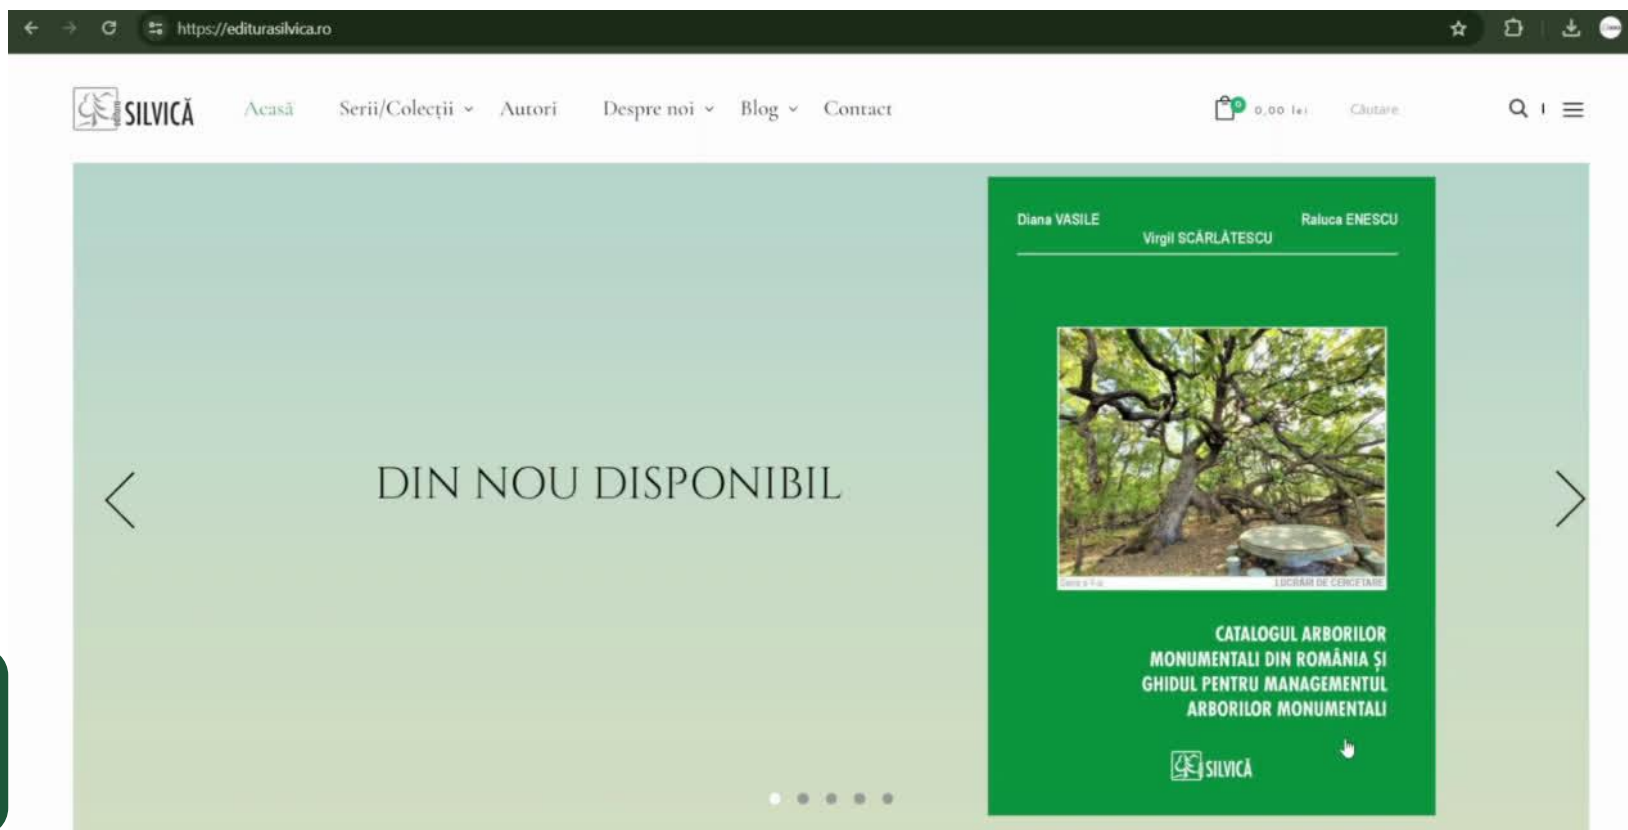 https://editurasilvica.ro
SILVICĂ Acasă Serii/Colecții Autori Despre noi Blog Contact 0 0,00 lei Căutare
Diana VASILE Raluca ENESCU
Virgil SCĂRLĂTESCU
DIN NOU DISPONIBIL
LUCRĂRI DE CERCETARE
CATALOGUL ARBORILOR
MONUMENTALI DIN ROMÂNIA ȘI
GHIDUL PENTRU MANAGEMENTUL
ARBORILOR MONUMENTALI
SILVICĂ